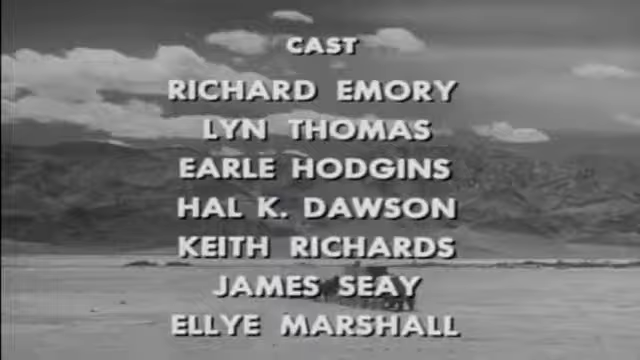 CAST
RICHARD EMORY
LYN THOMAS
EARLE HODGINS
HAL K. DAWSON
KEITH RICHARDS
JAMES SEAY
ELLYE MARSHALL